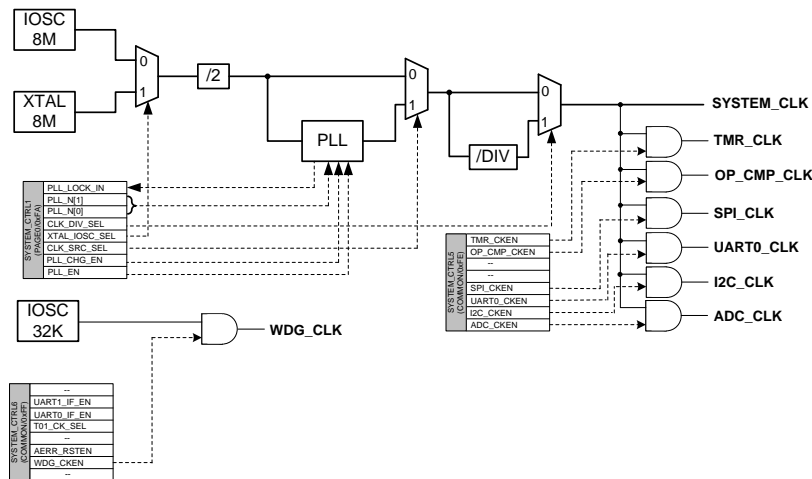 IOSC
8M
XTAL
8M
0
1
/2
PLL
0
1
/DIV
0
1
SYSTEM_CLK
TMR_CLK
OP_CMP_CLK
SPI_CLK
UART0_CLK
I2C_CLK
ADC_CLK
SYSTEM_CTRL1
(PAGE0/0xFA)
PLL_LOCK_IN
PLL_N[1]
PLL_N[0]
CLK_DIV_SEL
XTAL_IOSC_SEL
CLK_SRC_SEL
PLL_CHG_EN
PLL_EN
SYSTEM_CTRL5
(COMMON/0xFE)
TMR_CKEN
OP_CMP_CKEN
--
--
SPI_CKEN
UART0_CKEN
I2C_CKEN
ADC_CKEN
IOSC
32K
WDG_CLK
SYSTEM_CTRL6
(COMMON/0xFF)
--
UART1_IF_EN
UART0_IF_EN
T01_CK_SEL
--
AERR_RSTEN
WDG_CKEN
--